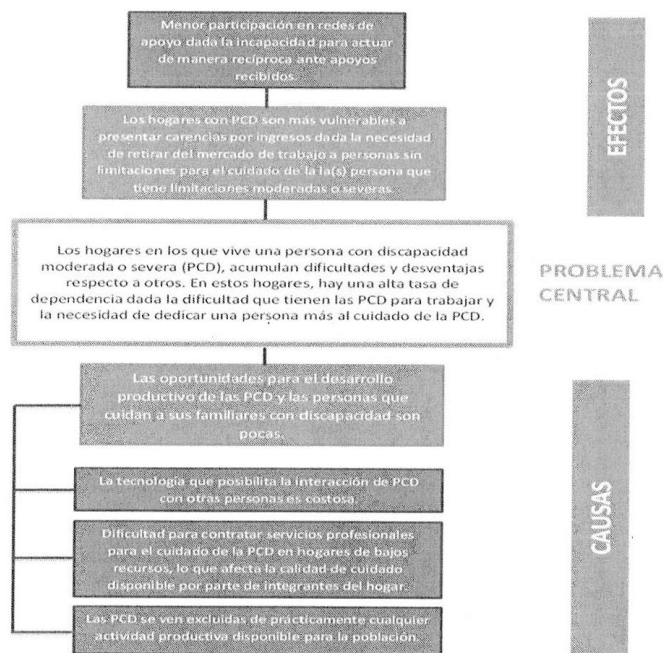 Menor participación en redes de
apoyo dada la incapacidad para actuar
de manera recíproca ante apoyos
recibidos.
Los hogares con PCD son más vulnerables a
presentar carencias por ingresos dada la necesidad
de retirar del mercado de trabajo a personas sin
limitaciones para el cuidado de la la(s) persona que
tiene limitaciones moderadas o severas
EFECTOS
Los hogares en los que vive una persona con discapacidad
moderada o severa (PCD), acumulan dificultades y desventajas
respecto a otros. En estos hogares, hay una alta tasa de
dependencia dada la dificultad que tienen las PCD para trabajar y
la necesidad de dedicar una persona más al cuidado de la PCD.
PROBLEMA
CENTRAL
Las oportunidades para el desarrollo
productivo de las PCD y las personas que
cuidan a sus familiares con discapacidad son
pocas.
La tecnología que posibilita la interacción de PCD
con otras personas es costosa.
Dificultad para contratar servicios profesionales
para el cuidado de la PCD en hogares de bajos
recursos, lo que afecta la calidad de cuidado
disponible por parte de integrantes del hogar.
Las PCD se ven excluidas de prácticamente cualquier
actividad productiva disponible para la población.
CAUSAS